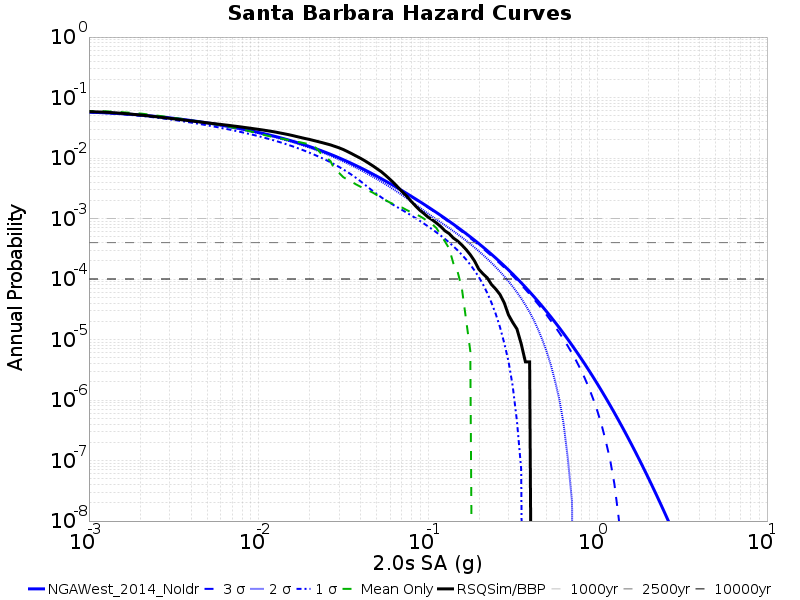 Santa Barbara Hazard Curves
Annual Probability
10^0
10^-1
10^-2
10^-3
10^-4
10^-5
10^-6
10^-7
10^-8
10^-3 10^-2 10^-1 10^0 10^1
2.0s SA (g)
NGAWest_2014_NoIdr 3 σ 2 σ 1 σ Mean Only RSQSim/BBP 1000yr 2500yr 10000yr